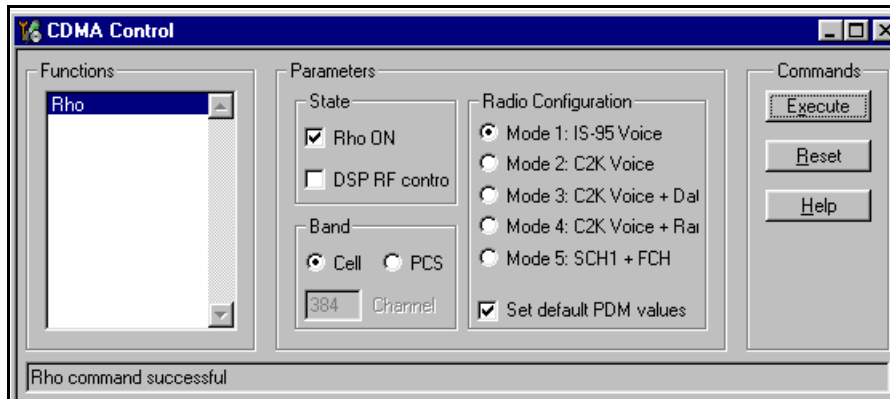 CDMA Control
Functions
Rho
Parameters
State
Rho ON
DSP RF contro
Band
Cell
PCS
384
Channel
Radio Configuration
Mode 1: IS-95 Voice
Mode 2: C2K Voice
Mode 3: C2K Voice + Dat
Mode 4: C2K Voice + Rar
Mode 5: SCH1 + FCH
Set default PDM values
Commands
Execute
Reset
Help
Rho command successful